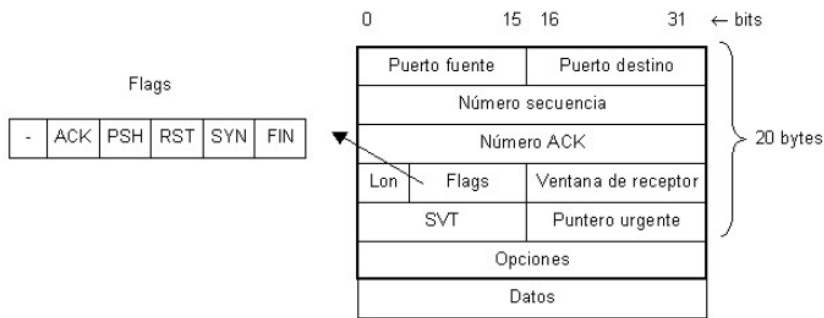 0 15 16 31 ← bits
Puerto fuente Puerto destino
Flags
Número secuencia
- ACK PSH RST SYN FIN
Número ACK
20 bytes
Lon Flags Ventana de receptor
SVT Puntero urgente
Opciones
Datos